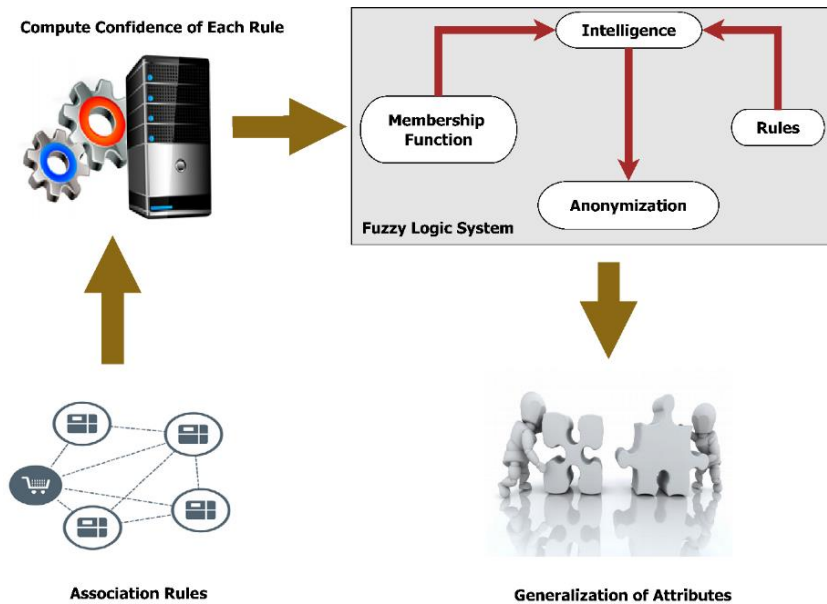 Compute Confidence of Each Rule
Intelligence
Membership
Function
Rules
Anonymization
Fuzzy Logic System
Association Rules
Generalization of Attributes